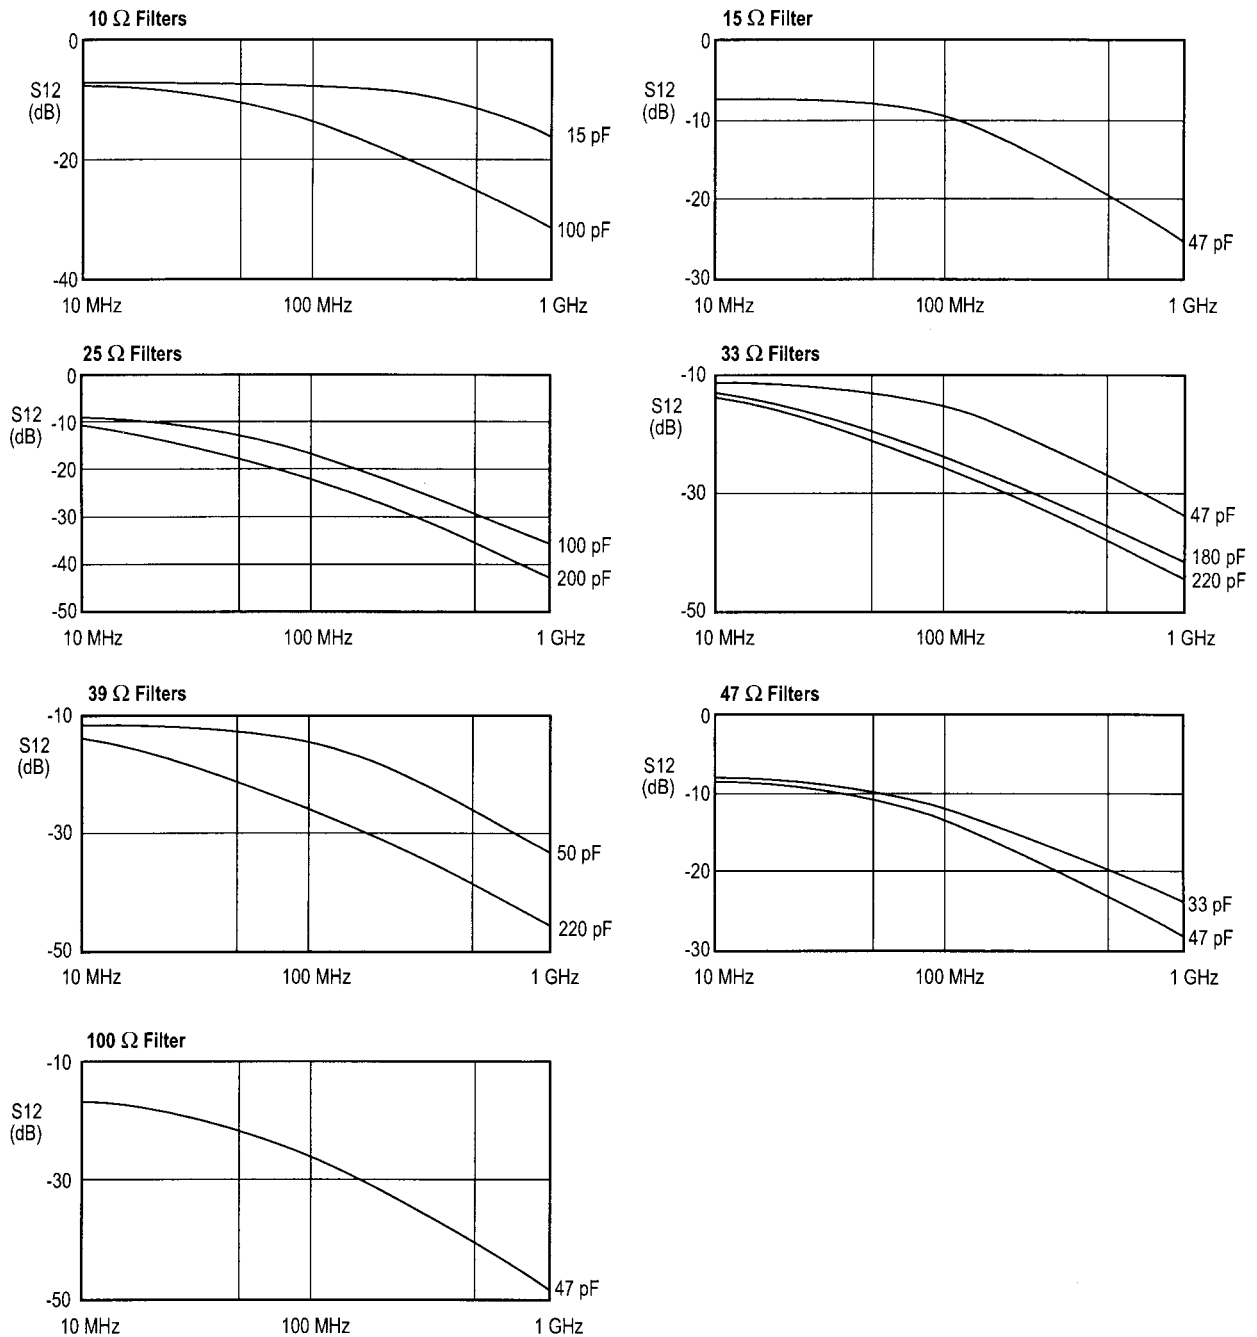 10 Ω Filters
0
S12
(dB)
-20
-40
15 pF
100 pF
10 MHz
100 MHz
1 GHz
15 Ω Filter
0
S12
(dB)
-10
-20
-30
47 pF
10 MHz
100 MHz
1 GHz
25 Ω Filters
0
S12
(dB)
-10
-20
-30
-40
-50
100 pF
200 pF
10 MHz
100 MHz
1 GHz
33 Ω Filters
-10
S12
(dB)
-30
-50
47 pF
180 pF
220 pF
10 MHz
100 MHz
1 GHz
39 Ω Filters
-10
S12
(dB)
-30
-50
50 pF
220 pF
10 MHz
100 MHz
1 GHz
47 Ω Filters
0
S12
(dB)
-10
-20
-30
33 pF
47 pF
10 MHz
100 MHz
1 GHz
100 Ω Filter
-10
S12
(dB)
-30
-50
47 pF
10 MHz
100 MHz
1 GHz